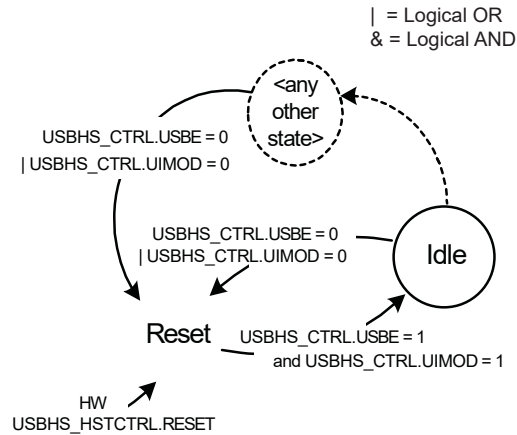 | = Logical OR
& = Logical AND
<any
other
state>
USBHS_CTRL.USBE = 0
| USBHS_CTRL.UIMOD = 0
USBHS_CTRL.USBE = 0
| USBHS_CTRL.UIMOD = 0
Idle
Reset
USBHS_CTRL.USBE = 1
and USBHS_CTRL.UIMOD = 1
HW
USBHS_HSTCTRL.RESET